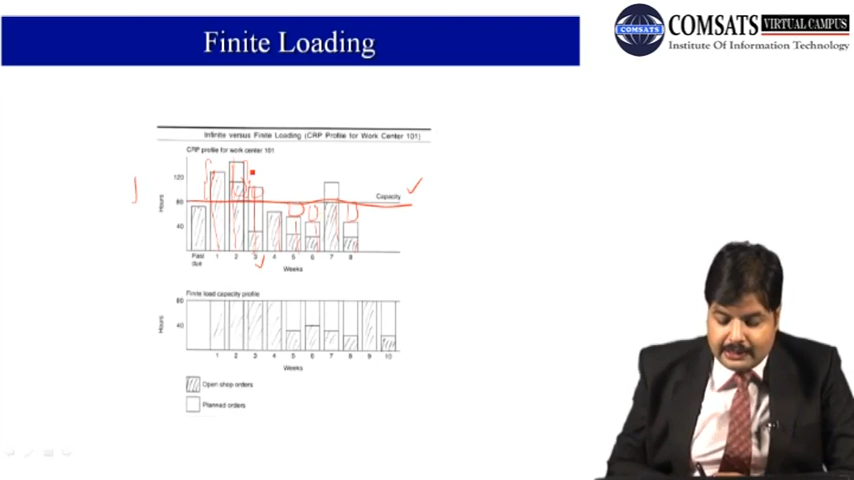 Finite Loading
COMSATS VIRTUAL CAMPUS
COMSATS
Institute Of Information Technology
Infinite versus Finite Loading (CRP Profile for Work Center 101)
CRP profile for work center 101
120
80
40
Hours
Capacity
Past due 1 2 3 4 5 6 7 8
Weeks
Finite load capacity profile
80
40
Hours
1 2 3 4 5 6 7 8 9 10
Weeks
Open shop orders
Planned orders